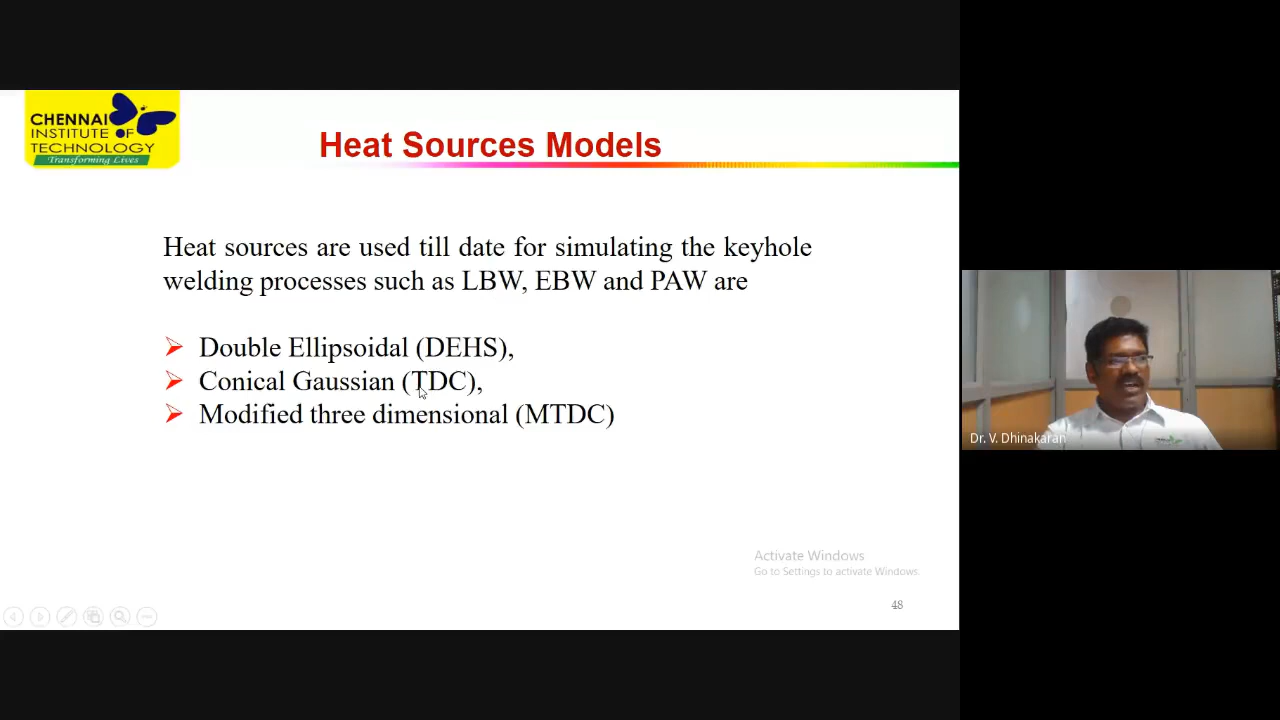 CHENNAI
INSTITUTE OF
TECHNOLOGY
Transforming Lives
Heat Sources Models
Heat sources are used till date for simulating the keyhole
welding processes such as LBW, EBW and PAW are
Double Ellipsoidal (DEHS),
Conical Gaussian (TDC),
Modified three dimensional (MTDC)
Activate Windows
Go to Settings to activate Windows.
48
Dr. V. Dhinakaran